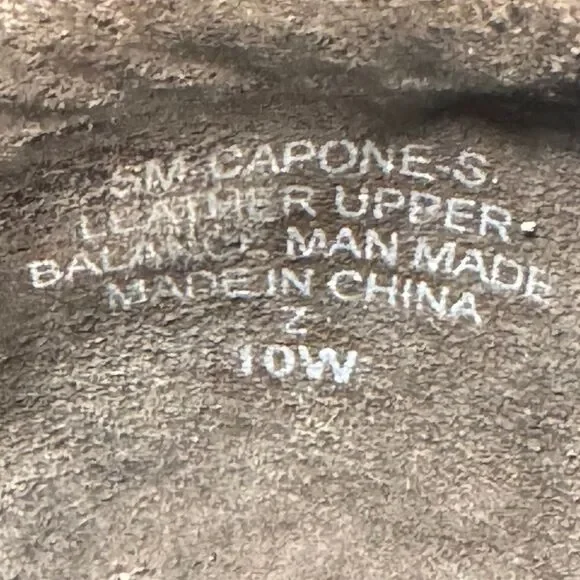 SM-CAPONE-S.
LEATHER UPPER-
BALANCE MAN MADE
MADE IN CHINA
Z
10W